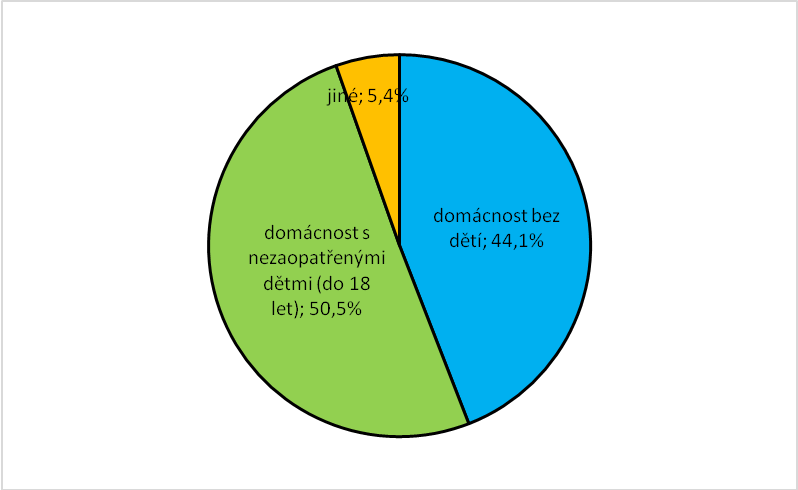 jiné; 5,4%
domácnost bez
dětí; 44,1%
domácnost s
nezaopatřenými
dětmi (do 18
let); 50,5%